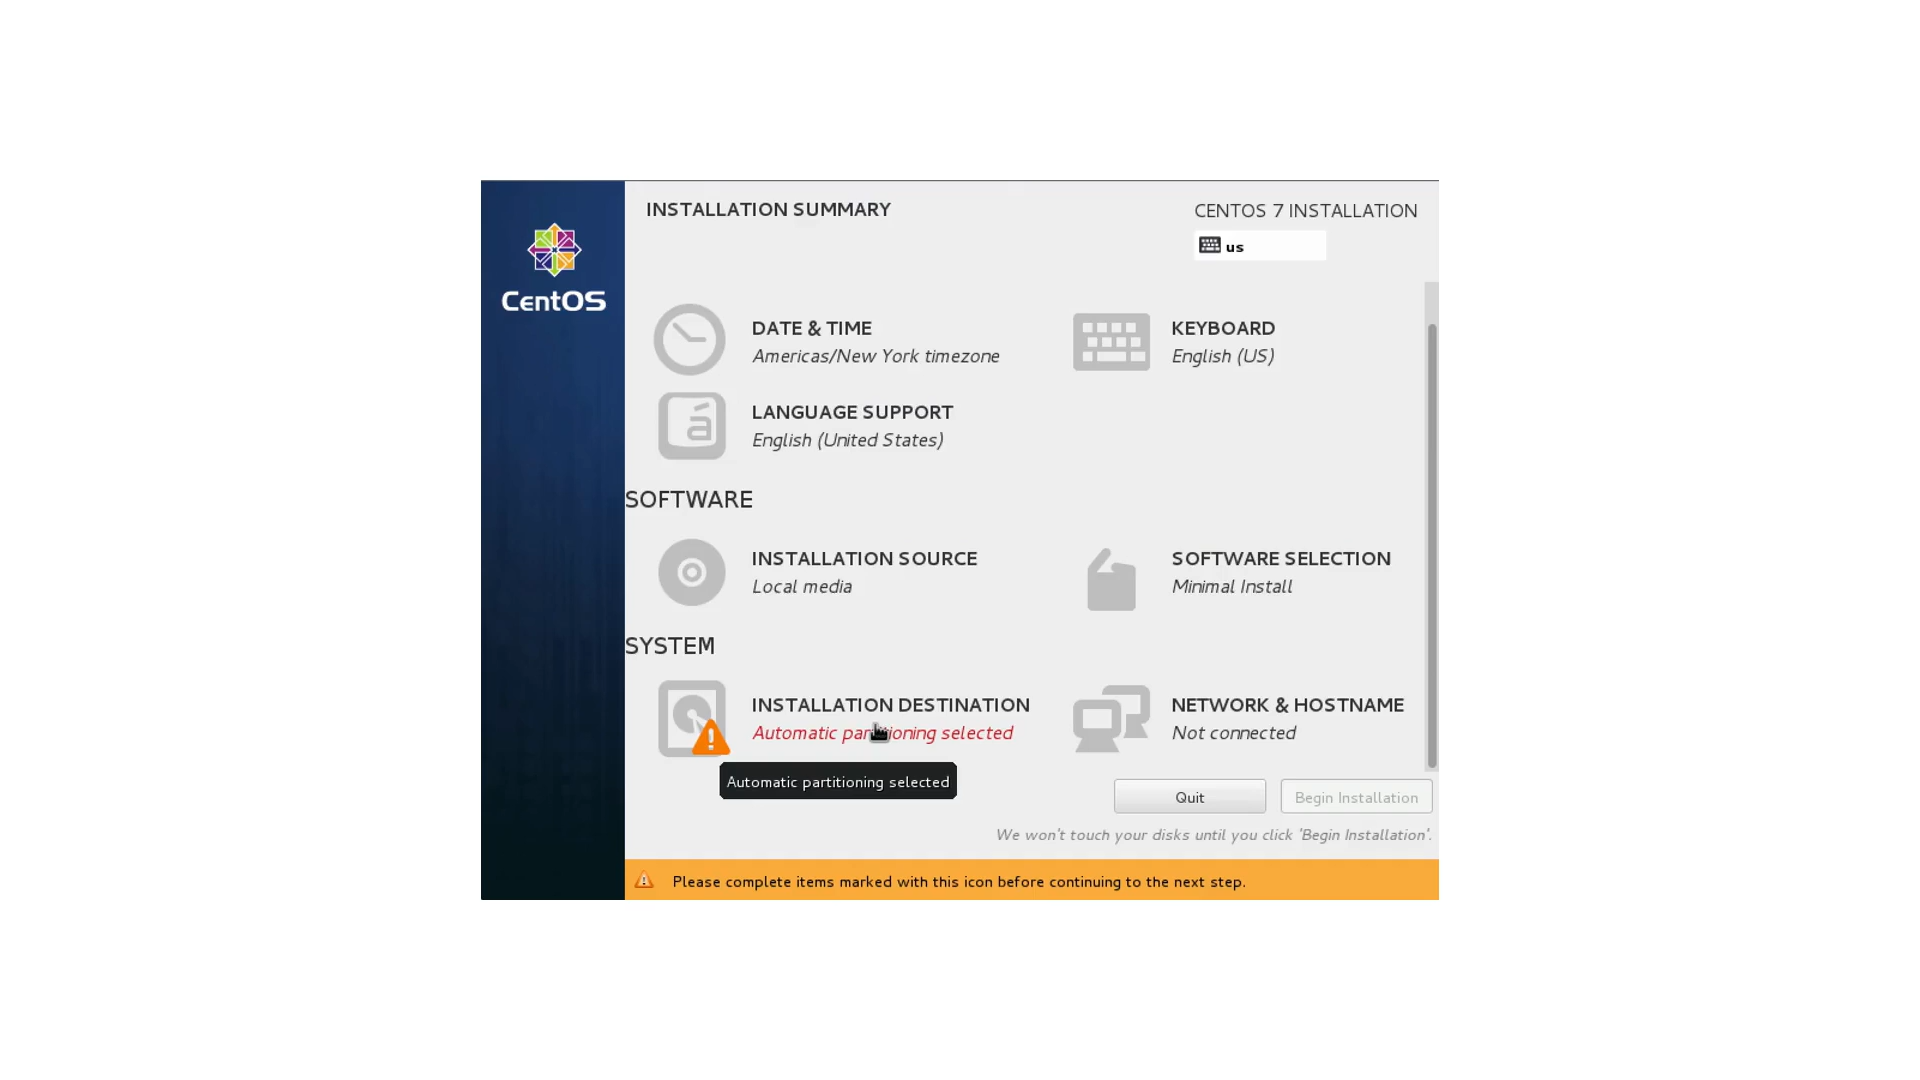 INSTALLATION SUMMARY
CENTOS 7 INSTALLATION
us
CentOS
DATE & TIME
Americas/New York timezone
KEYBOARD
English (US)
LANGUAGE SUPPORT
English (United States)
SOFTWARE
INSTALLATION SOURCE
Local media
SOFTWARE SELECTION
Minimal Install
SYSTEM
INSTALLATION DESTINATION
Automatic partitioning selected
NETWORK & HOSTNAME
Not connected
Automatic partitioning selected
Quit
Begin Installation
We won't touch your disks until you click 'Begin Installation'.
Please complete items marked with this icon before continuing to the next step.